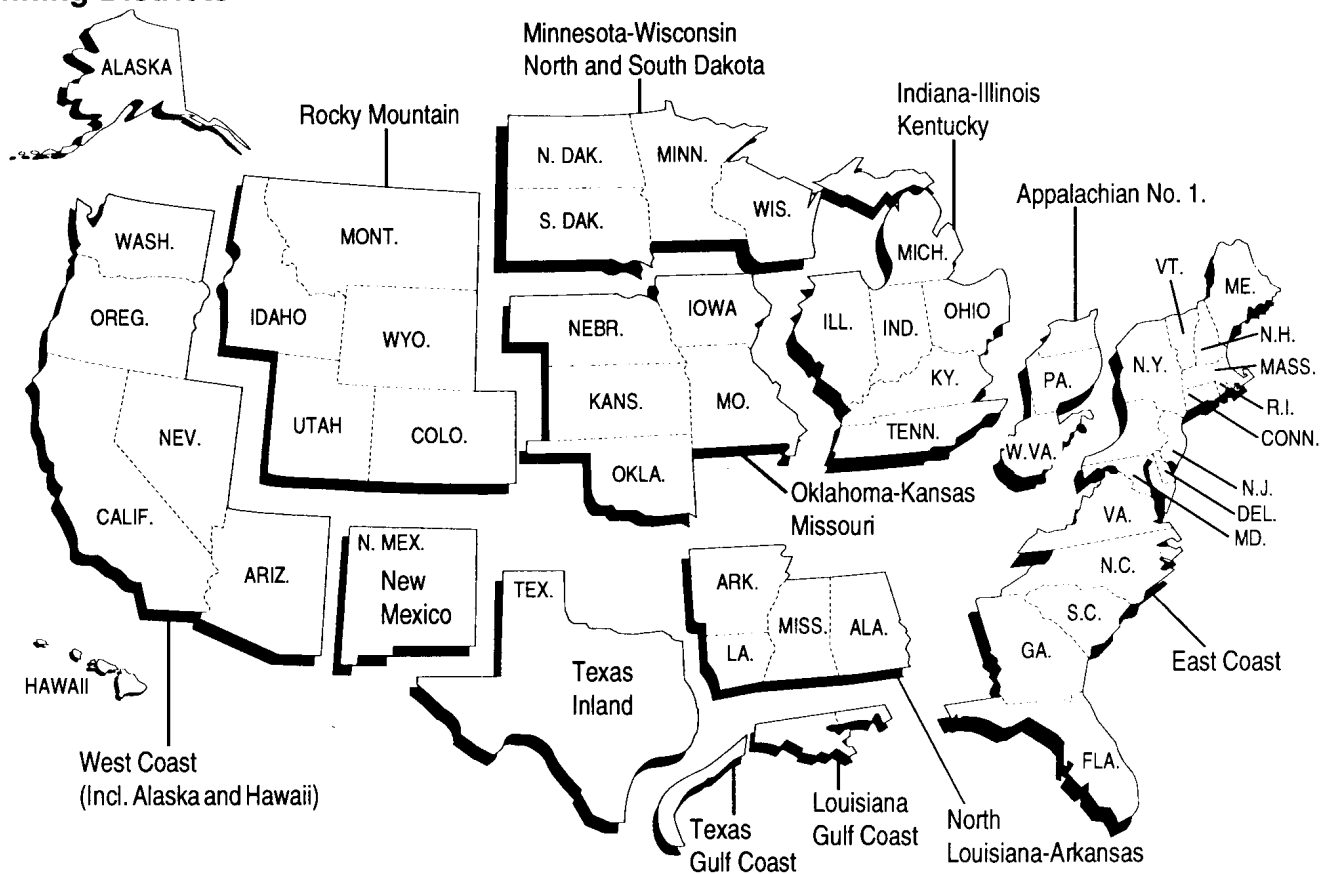 Districts
Minnesota-Wisconsin
North and South Dakota
ALASKA
Rocky Mountain
Indiana-Illinois
Kentucky
N. DAK.
MINN.
S. DAK.
WIS.
Appalachian No. 1.
WASH.
MONT.
MICH.
VT.
ME.
OREG.
IDAHO
WYO.
NEBR.
IOWA
ILL.
IND.
OHIO
N.H.
N.Y.
MASS.
PA.
KY.
KANS.
MO.
R.I.
UTAH
COLO.
NEV.
TENN.
CONN.
W.VA.
OKLA.
N.J.
Oklahoma-Kansas
Missouri
CALIF.
VA.
DEL.
MD.
N. MEX.
New
Mexico
ARIZ.
TEX.
ARK.
N.C.
MISS.
ALA.
S.C.
LA.
GA.
East Coast
HAWAII
Texas
Inland
West Coast
(Incl. Alaska and Hawaii)
FLA.
Texas
Gulf Coast
Louisiana
Gulf Coast
North
Louisiana-Arkansas